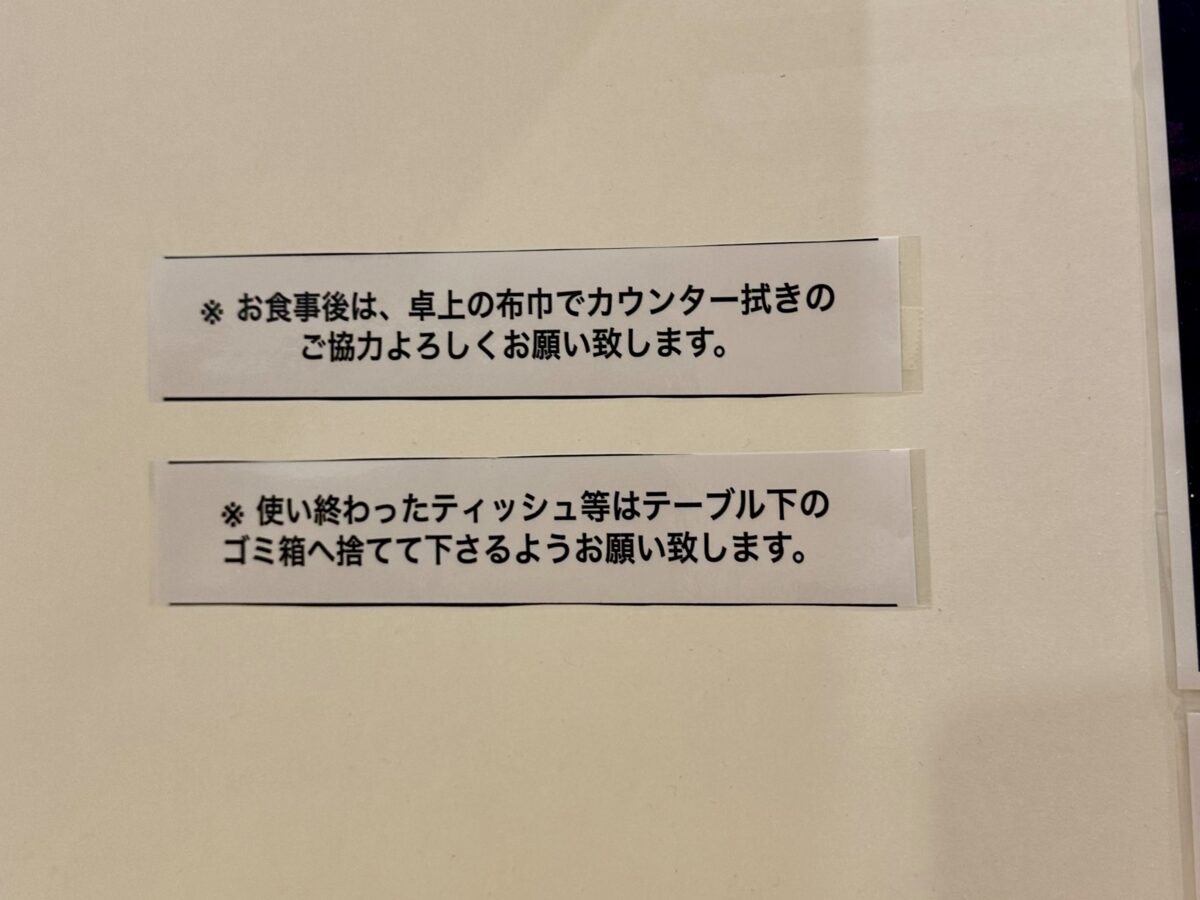 ※ お食事後は、卓上の布巾でカウンター拭きの
ご協力よろしくお願い致します。
※ 使い終わったティッシュ等はテーブル下の
ゴミ箱へ捨てて下さるようお願い致します。